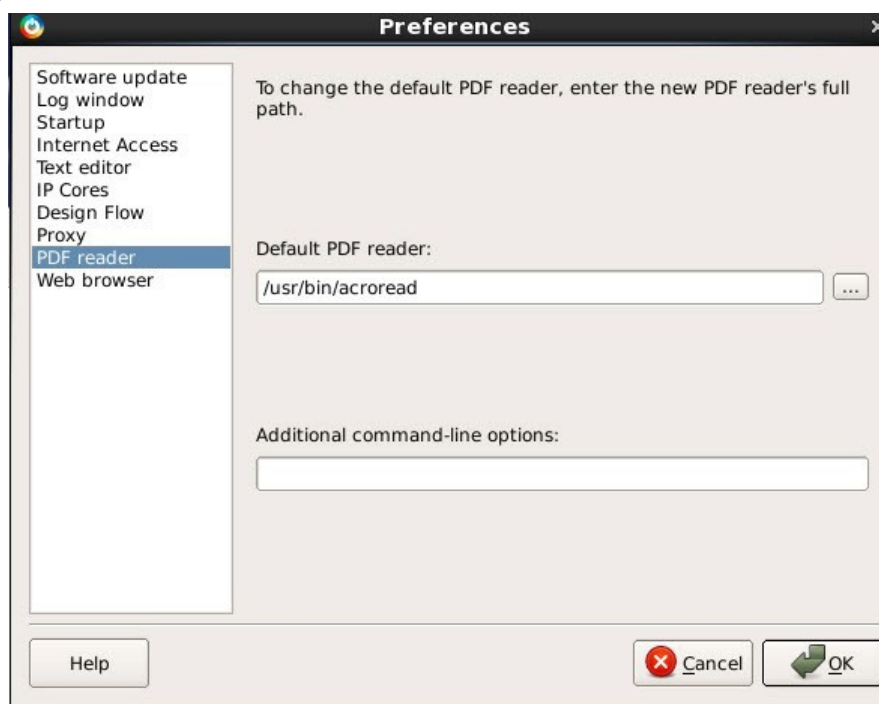 Preferences
Software update
Log window
Startup
Internet Access
Text editor
IP Cores
Design Flow
Proxy
PDF reader
Web browser
To change the default PDF reader, enter the new PDF reader's full
path.
Default PDF reader:
/usr/bin/acroread
...
Additional command-line options:
Help
Cancel
OK